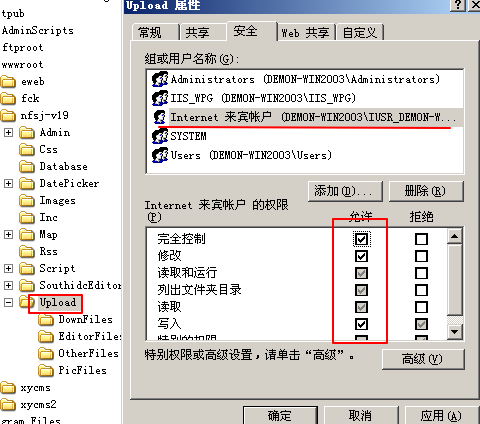 tpub
AdminScripts
ftproot
wwwroot
eweb
fck
nfsj-v19
Admin
Css
Database
DatePicker
Images
Inc
Map
Rss
Script
SouthidcEditor
Upload
DownFiles
EditorFiles
OtherFiles
PicFiles
xycms
xycms2
gram Files
Upload 属性
常规
共享
安全
Web 共享
自定义
组或用户名称(G):
Administrators (DEMON-WIN2003\Administrators)
IIS_WPG (DEMON-WIN2003\IIS_WPG)
Internet 来宾帐户 (DEMON-WIN2003\IUSR_DEMON-W...
SYSTEM
Users (DEMON-WIN2003\Users)
添加(D)...
删除(R)
Internet 来宾帐户 的权限(P)
允许
拒绝
完全控制
修改
读取和运行
列出文件夹目录
读取
写入
特别的权限
特别权限或高级设置，请单击“高级”。
高级(V)
确定
取消
应用(A)